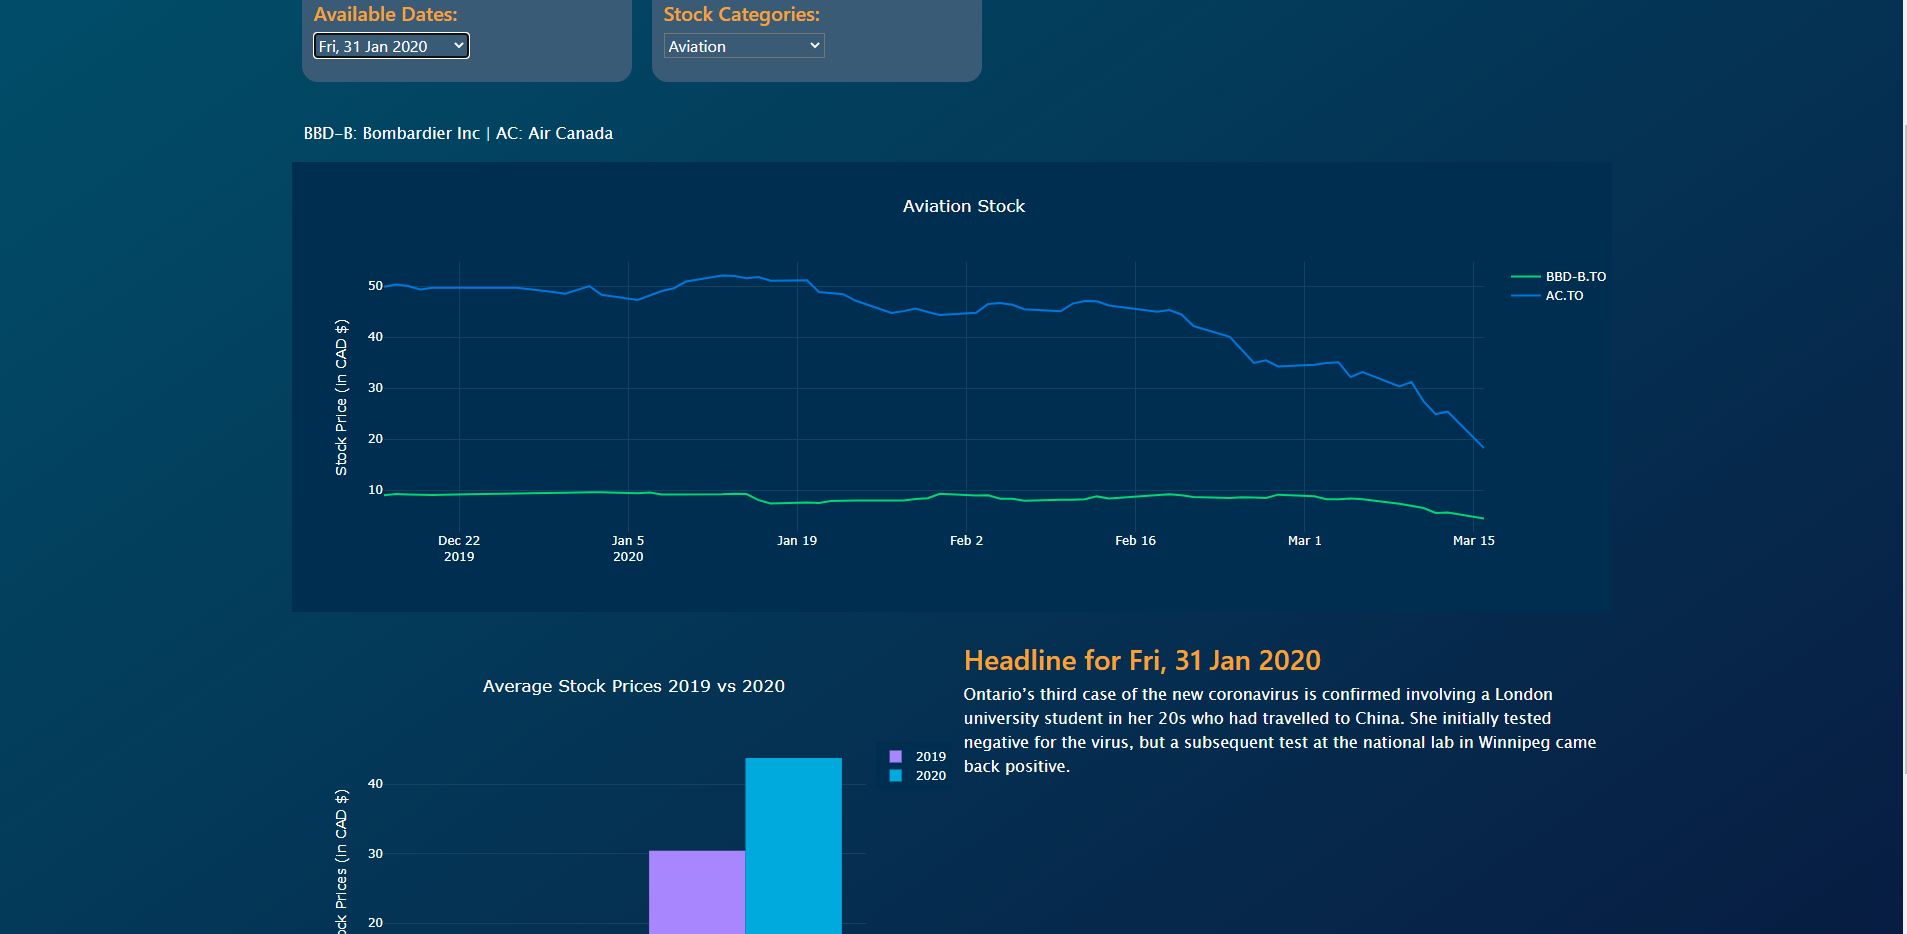 Available Dates:
Stock Categories:
Fri, 31 Jan 2020
Aviation
BBD-B: Bombardier Inc | AC: Air Canada
Aviation Stock
Stock Price (in CAD $)
50
40
30
20
10
Dec 22
2019
Jan 5
2020
Jan 19
Feb 2
Feb 16
Mar 1
Mar 15
BBD-B.TO
AC.TO
Average Stock Prices 2019 vs 2020
Prices (in CAD $)
40
30
20
2019
2020
Headline for Fri, 31 Jan 2020
Ontario’s third case of the new coronavirus is confirmed involving a London
university student in her 20s who had travelled to China. She initially tested
negative for the virus, but a subsequent test at the national lab in Winnipeg came
back positive.